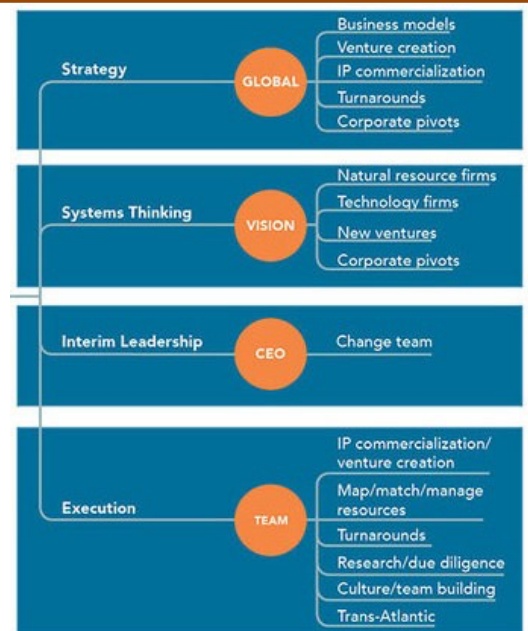 Strategy
GLOBAL
Business models
Venture creation
IP commercialization
Turnarounds
Corporate pivots
Systems Thinking
VISION
Natural resource firms
Technology firms
New ventures
Corporate pivots
Interim Leadership
CEO
Change team
Execution
TEAM
IP commercialization/
venture creation
Map/match/manage
resources
Turnarounds
Research/due diligence
Culture/team building
Trans-Atlantic